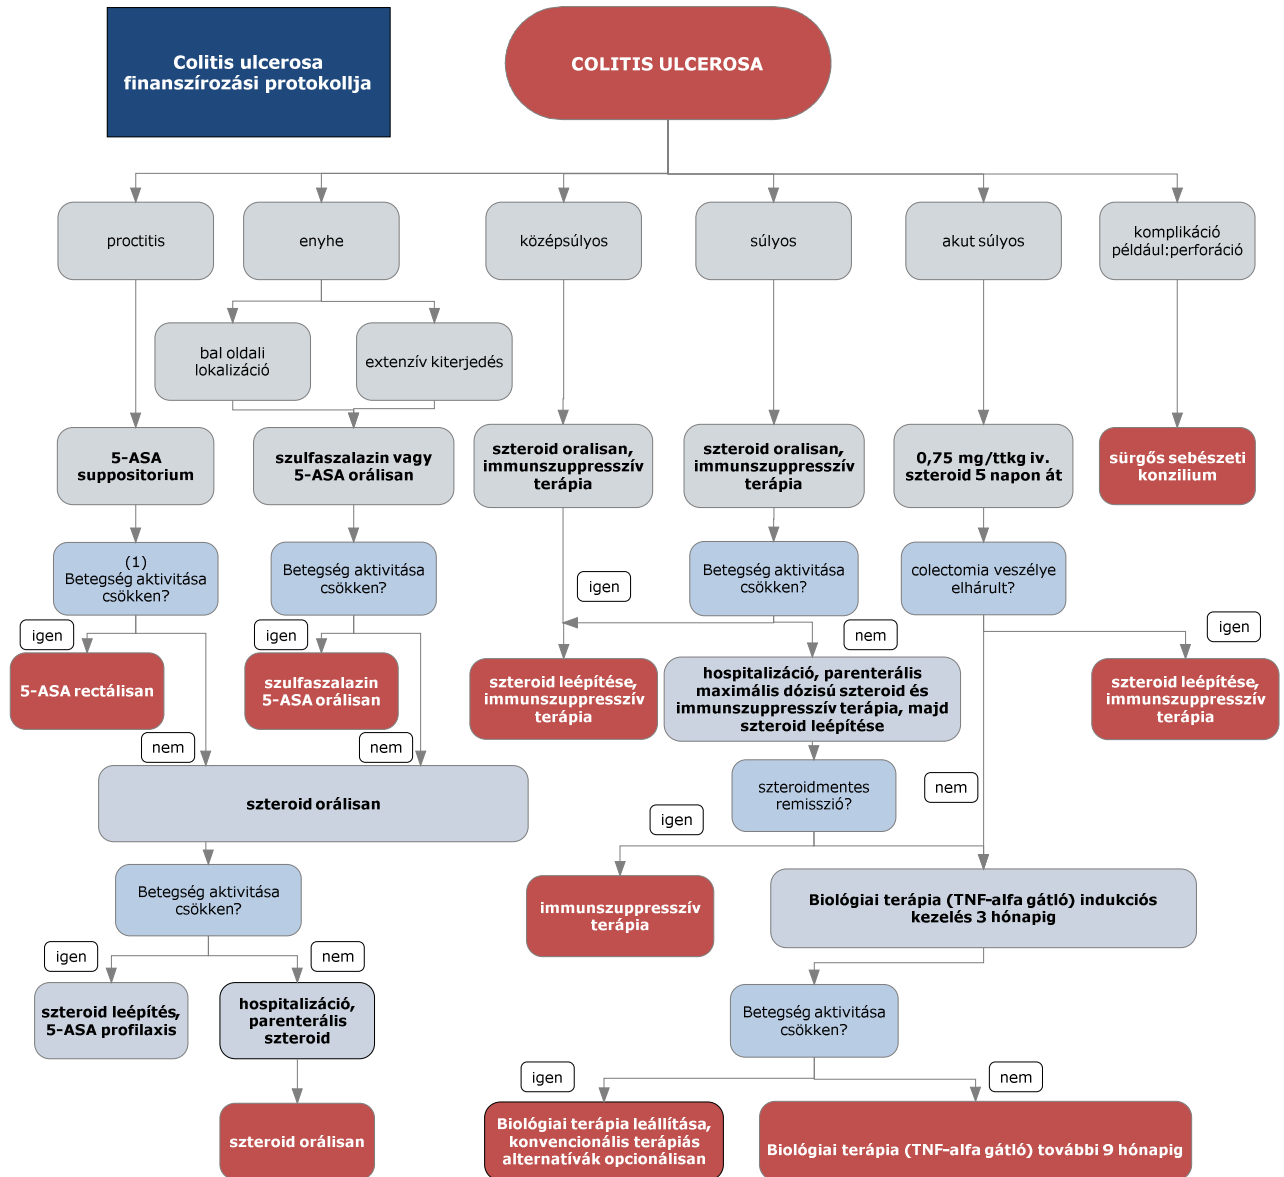 Colitis ulcerosa
finanszírozási protokollja
COLITIS ULCEROSA
proctitis
enyhe
középsúlyos
súlyos
akut súlyos
komplikáció
például:perforáció
bal oldali
lokalizáció
extenzív kiterjedés
5-ASA
suppositorium
szulfaszalazin vagy
5-ASA orálisan
szteroid oralisan,
immunszuppresszív
terápia
szteroid oralisan,
immunszuppresszív
terápia
0,75 mg/ttkg iv.
szteroid 5 napon át
sürgős sebészeti
konzilium
(1)
Betegség aktivitása
csökken?
Betegség aktivitása
csökken?
igen
Betegség aktivitása
csökken?
colectomia veszélye
elhárult?
igen
igen
nem
igen
5-ASA rectálisan
szulfaszalazin
5-ASA orálisan
szteroid leépítése,
immunszuppresszív
terápia
hospitalizáció, parenterális
maximális dózisú szteroid és
immunszuppresszív terápia, majd
szteroid leépítése
szteroid leépítése,
immunszuppresszív
terápia
nem
nem
szteroid orálisan
szteroidmentes
remisszió?
nem
igen
Betegség aktivitása
csökken?
immunszuppresszív
terápia
Biológiai terápia (TNF-alfa gátló) indukciós
kezelés 3 hónapig
igen
nem
szteroid leépítés,
5-ASA profilaxis
hospitalizáció,
parenterális
szteroid
Betegség aktivitása
csökken?
igen
nem
szteroid orálisan
Biológiai terápia leállítása,
konvencionális terápiás
alternatívák opcionálisan
Biológiai terápia (TNF-alfa gátló) további 9 hónapig